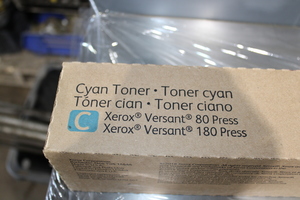 Cyan Toner • Toner cyan
Tóner cian • Toner ciano
C Xerox® Versant® 80 Press
Xerox® Versant® 180 Press